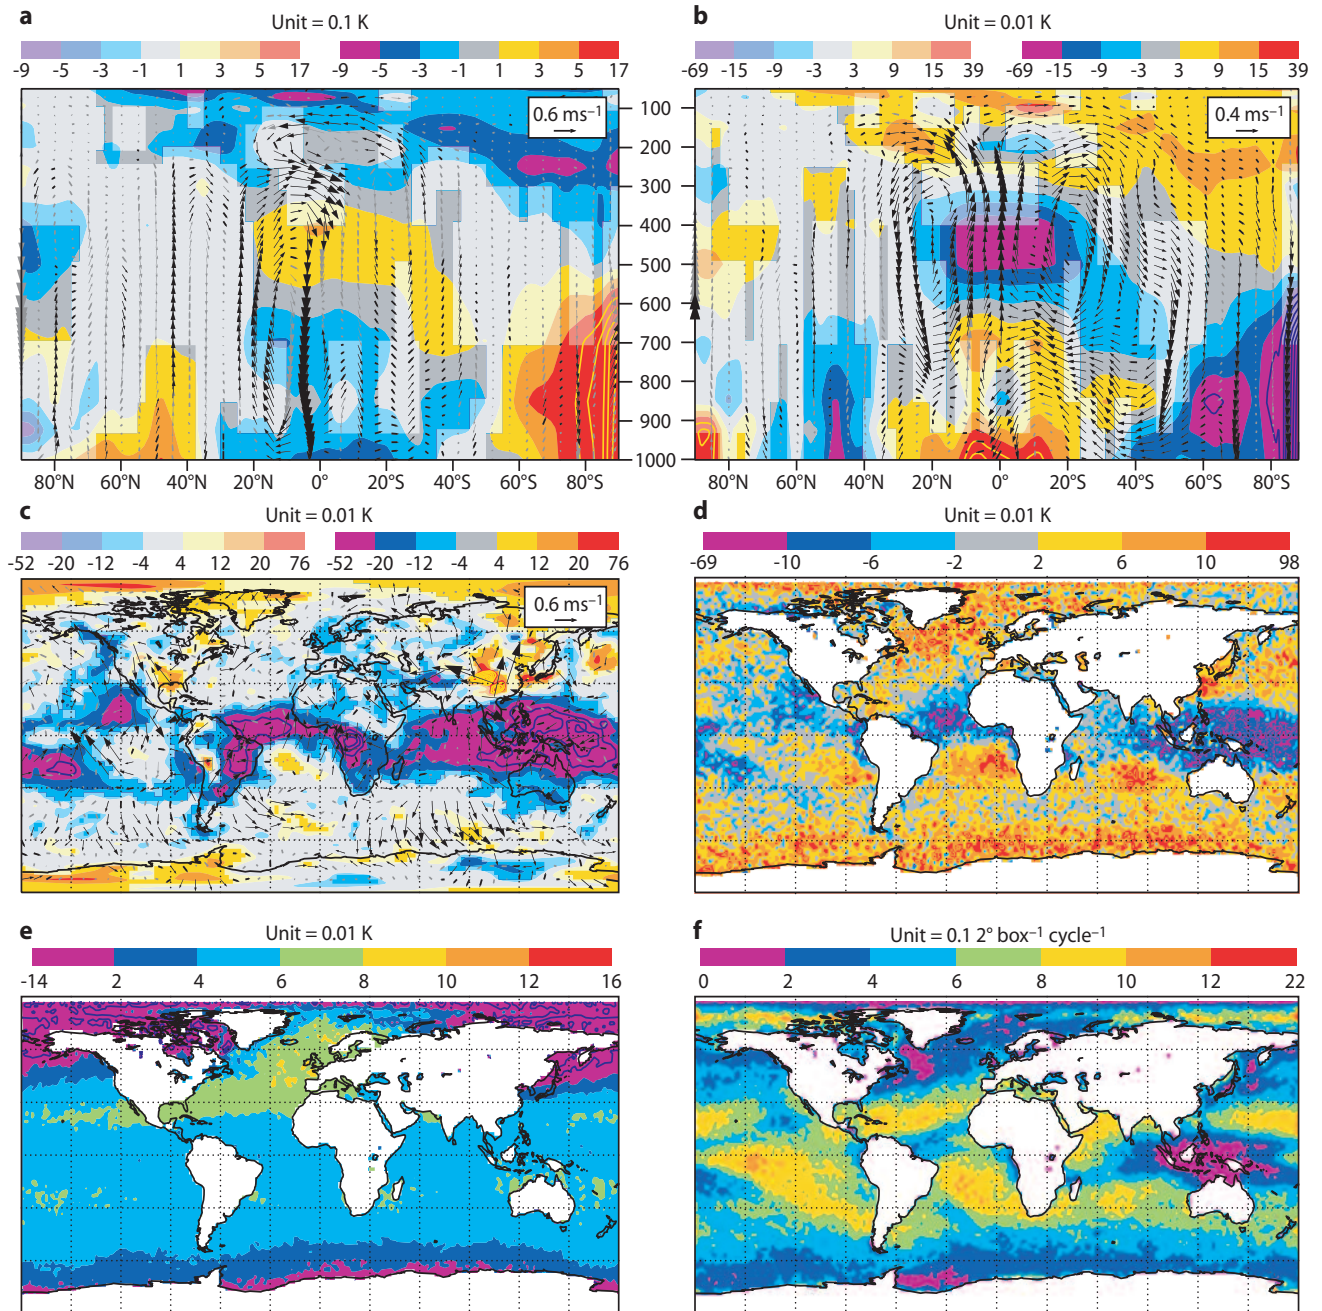 a
Unit = 0.1 K
-9 -5 -3 -1 1 3 5 17 -9 -5 -3 -1 1 3 5 17
0.6 ms⁻¹
80°N 60°N 40°N 20°N 0° 20°S 40°S 60°S 80°S
100
200
300
400
500
600
700
800
900
1000
b
Unit = 0.01 K
-69 -15 -9 -3 3 9 15 39 -69 -15 -9 -3 3 9 15 39
0.4 ms⁻¹
80°N 60°N 40°N 20°N 0° 20°S 40°S 60°S 80°S
c
Unit = 0.01 K
-52 -20 -12 -4 4 12 20 76 -52 -20 -12 -4 4 12 20 76
0.6 ms⁻¹
d
Unit = 0.01 K
-69 -10 -6 -2 2 6 10 98
e
Unit = 0.01 K
-14 2 4 6 8 10 12 14 16
f
Unit = 0.1 2° box⁻¹ cycle⁻¹
0 2 4 6 8 10 12 22